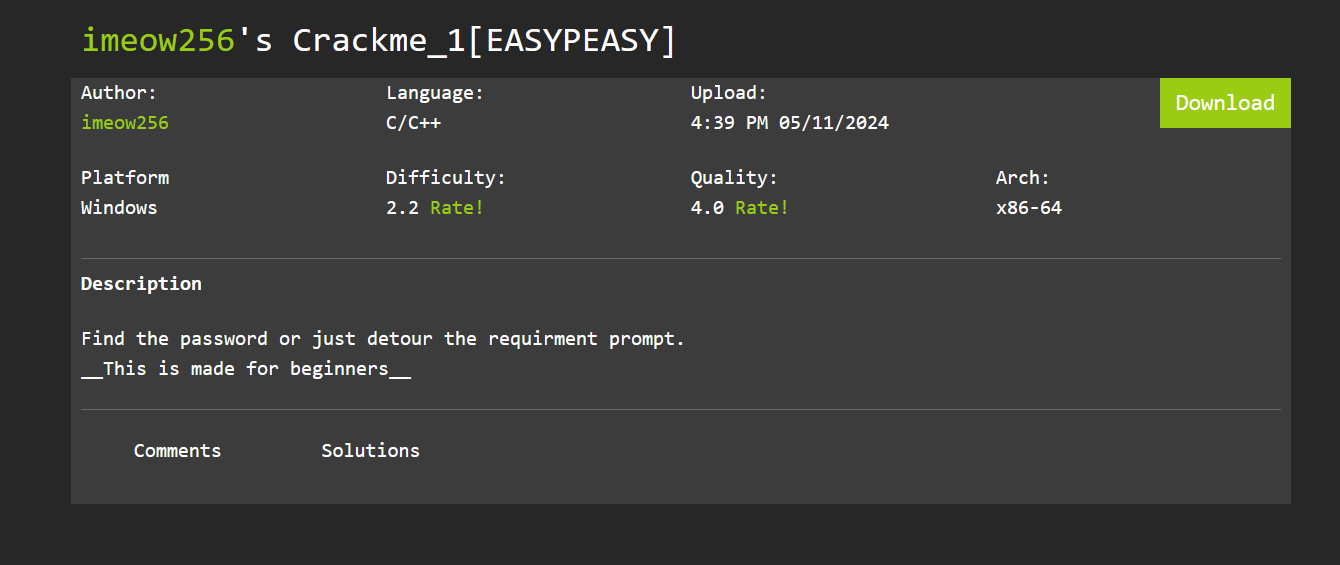 imeow256's Crackme_1[EASYPEASY]
Author:
imeow256
Language:
C/C++
Upload:
4:39 PM 05/11/2024
Download
Platform
Windows
Difficulty:
2.2 Rate!
Quality:
4.0 Rate!
Arch:
x86-64
Description
Find the password or just detour the requirment prompt.
__This is made for beginners__
Comments
Solutions